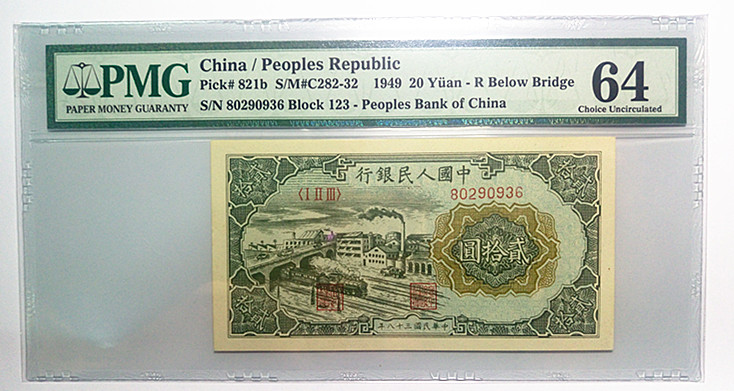 PMG
PAPER MONEY GUARANTY
China / Peoples Republic
Pick# 821b S/M#C282-32 1949 20 Yüan - R Below Bridge
S/N 80290936 Block 123 - Peoples Bank of China
64
Choice Uncirculated
行銀民人國中
〈I II III〉
80290936
圓拾貳
年八十三國民華中